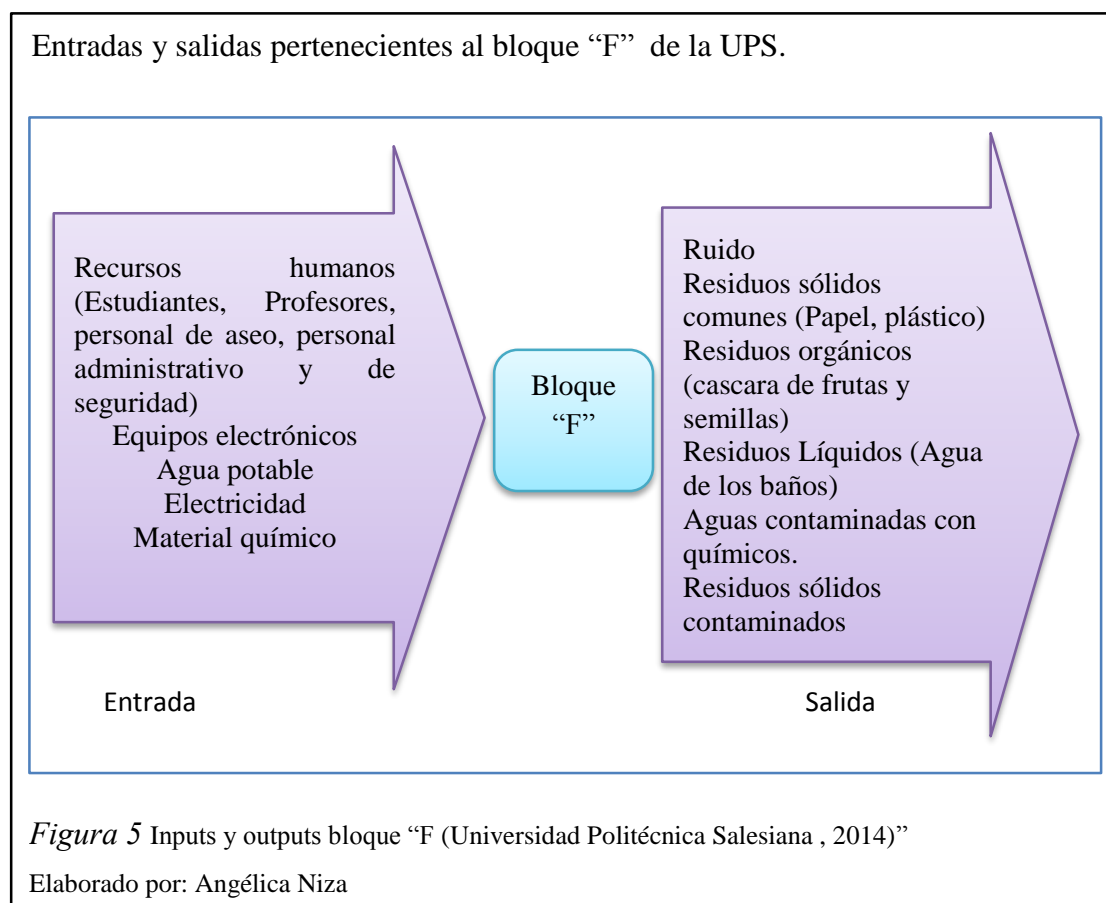 Entradas y salidas pertenecientes al bloque “F” de la UPS.
Recursos humanos
(Estudiantes, Profesores,
personal de aseo, personal
administrativo y de
seguridad)
Equipos electrónicos
Agua potable
Electricidad
Material químico
Entrada
Bloque
“F”
Ruido
Residuos sólidos
comunes (Papel, plástico)
Residuos orgánicos
(cascara de frutas y
semillas)
Residuos Líquidos (Agua
de los baños)
Aguas contaminadas con
químicos.
Residuos sólidos
contaminados
Salida
Figura 5 Inputs y outputs bloque “F (Universidad Politécnica Salesiana , 2014)”
Elaborado por: Angélica Niza